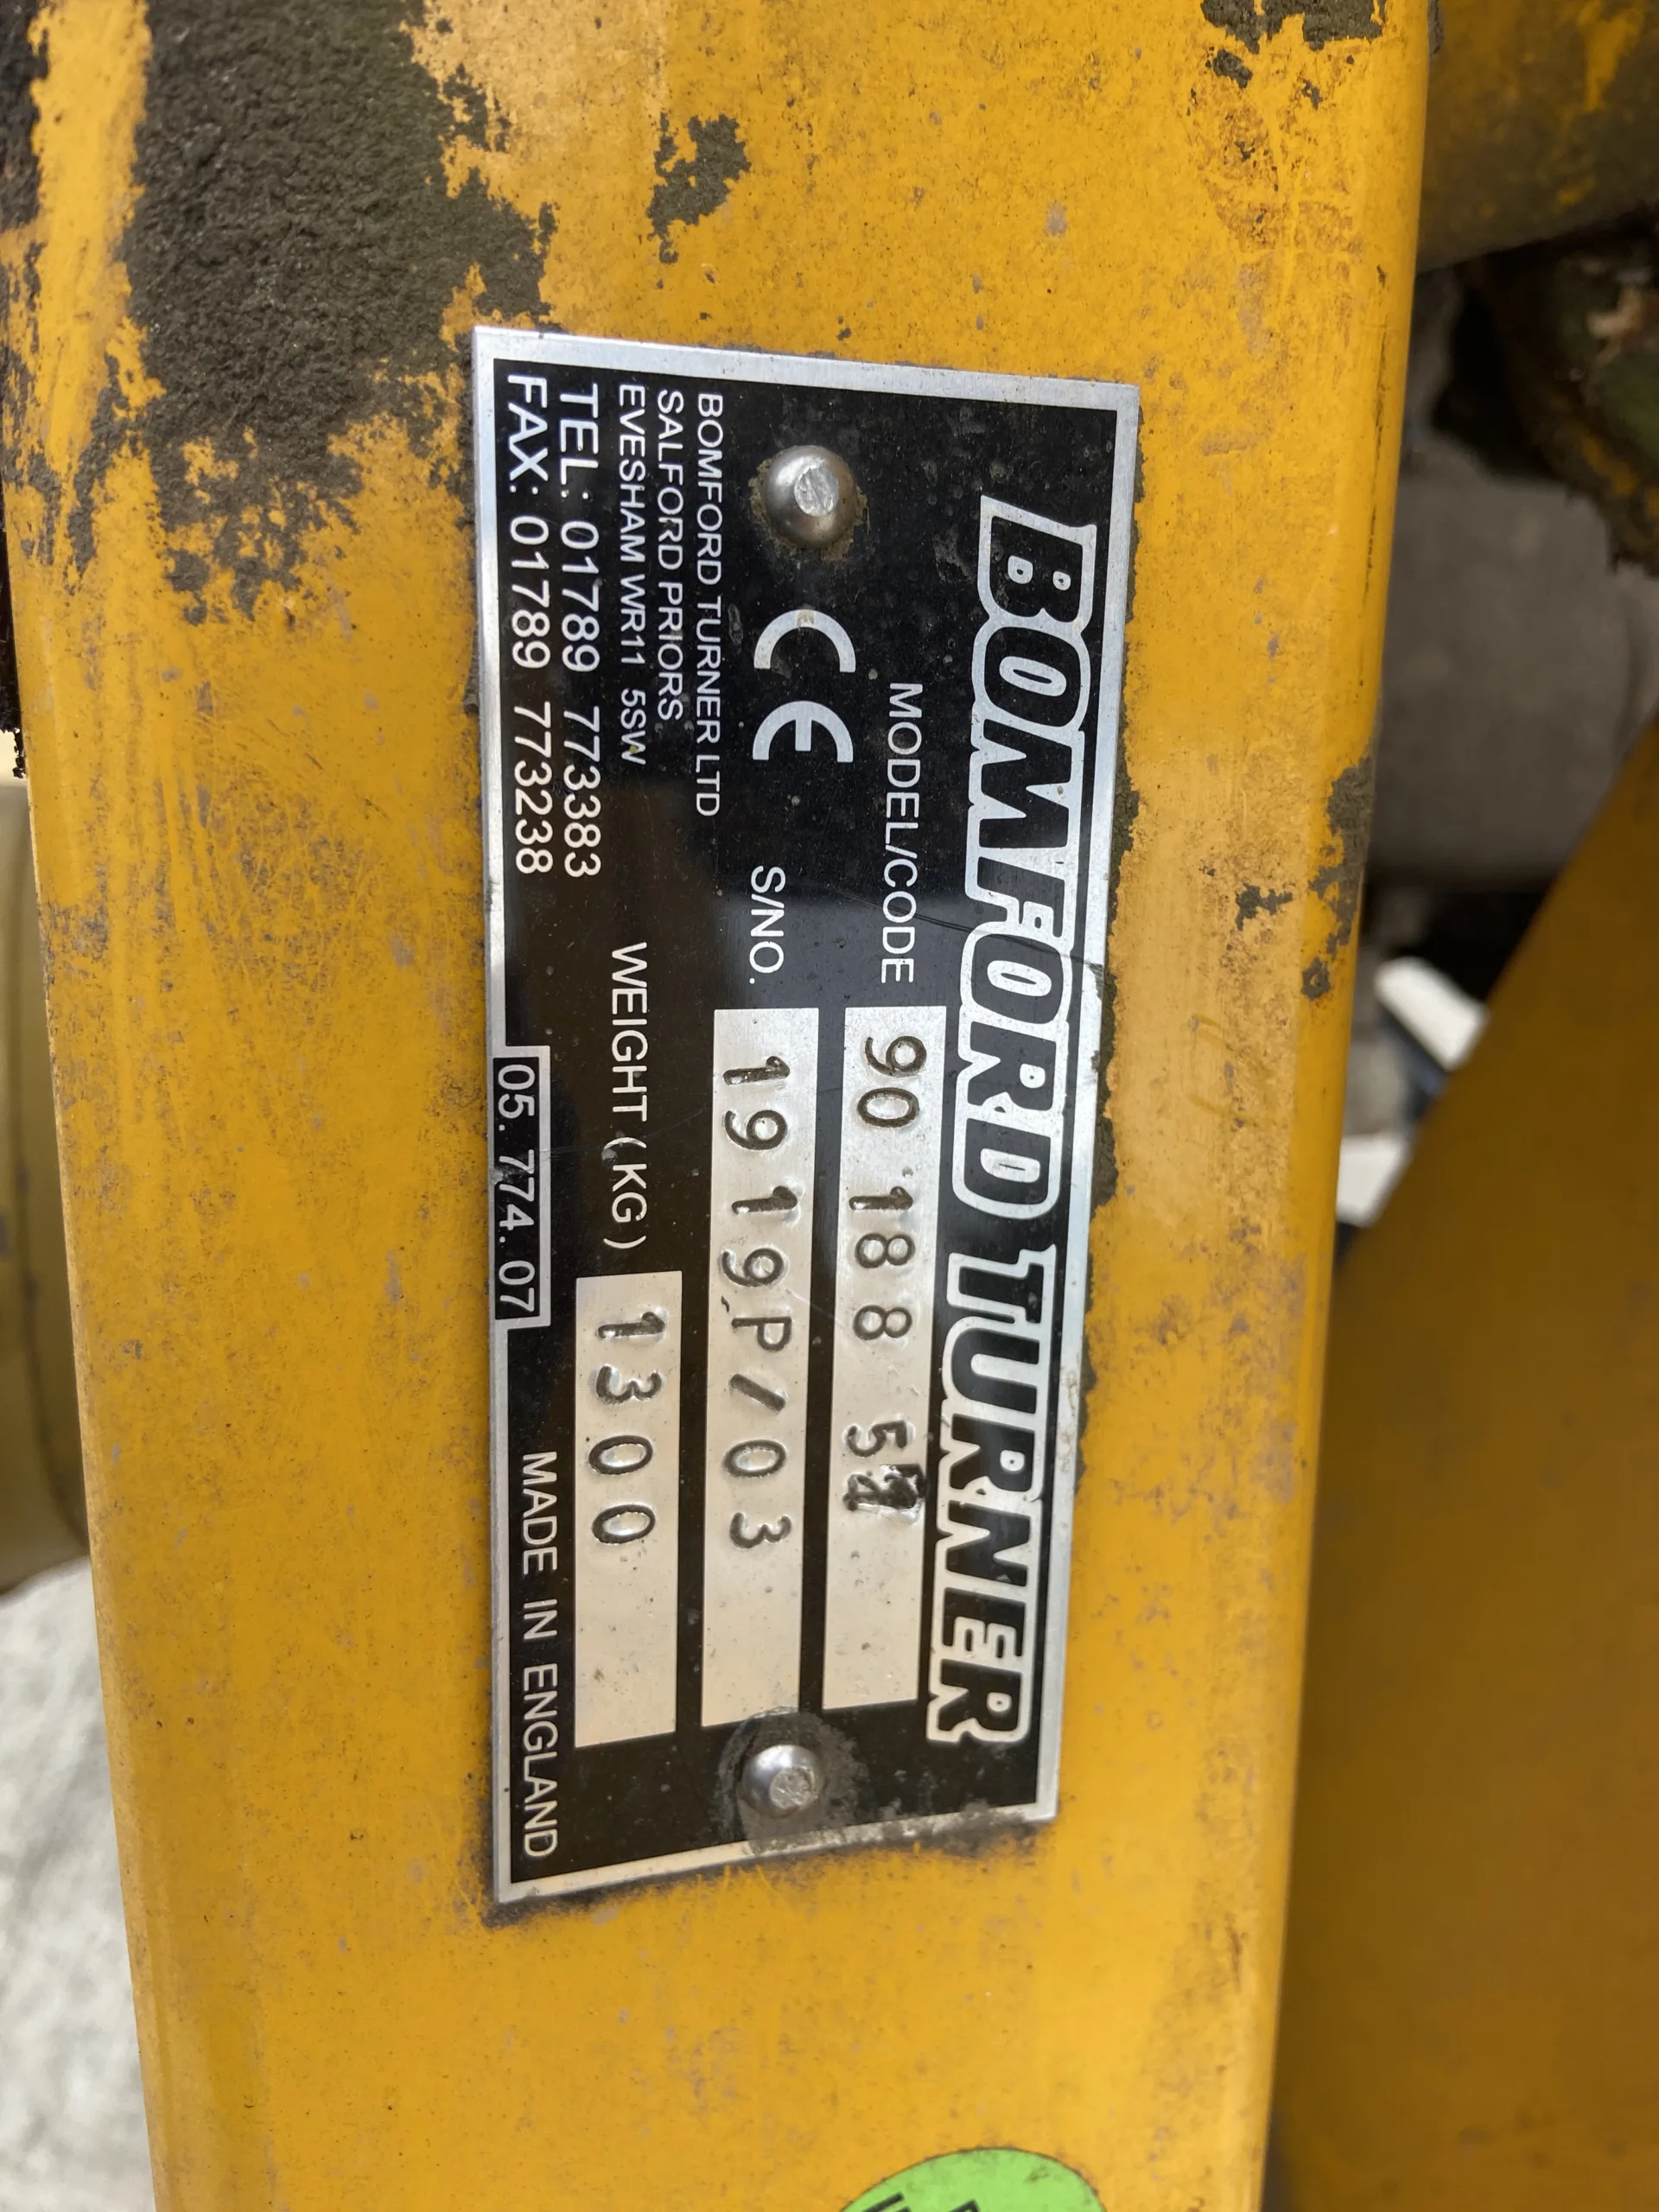 BOMFORD TURNER
MODEL/CODE 90 188
CE S/NO. 1919P/03
BOMFORD TURNER LTD
SALFORD PRIORS
EVESHAM WR11 5SW
WEIGHT (KG) 1300
TEL: 01789 773383
FAX: 01789 773238
05.774.07
MADE IN ENGLAND